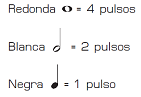 Redonda 𝅝 = 4 pulsos
Blanca 𝅗𝅥 = 2 pulsos
Negra ♩ = 1 pulso